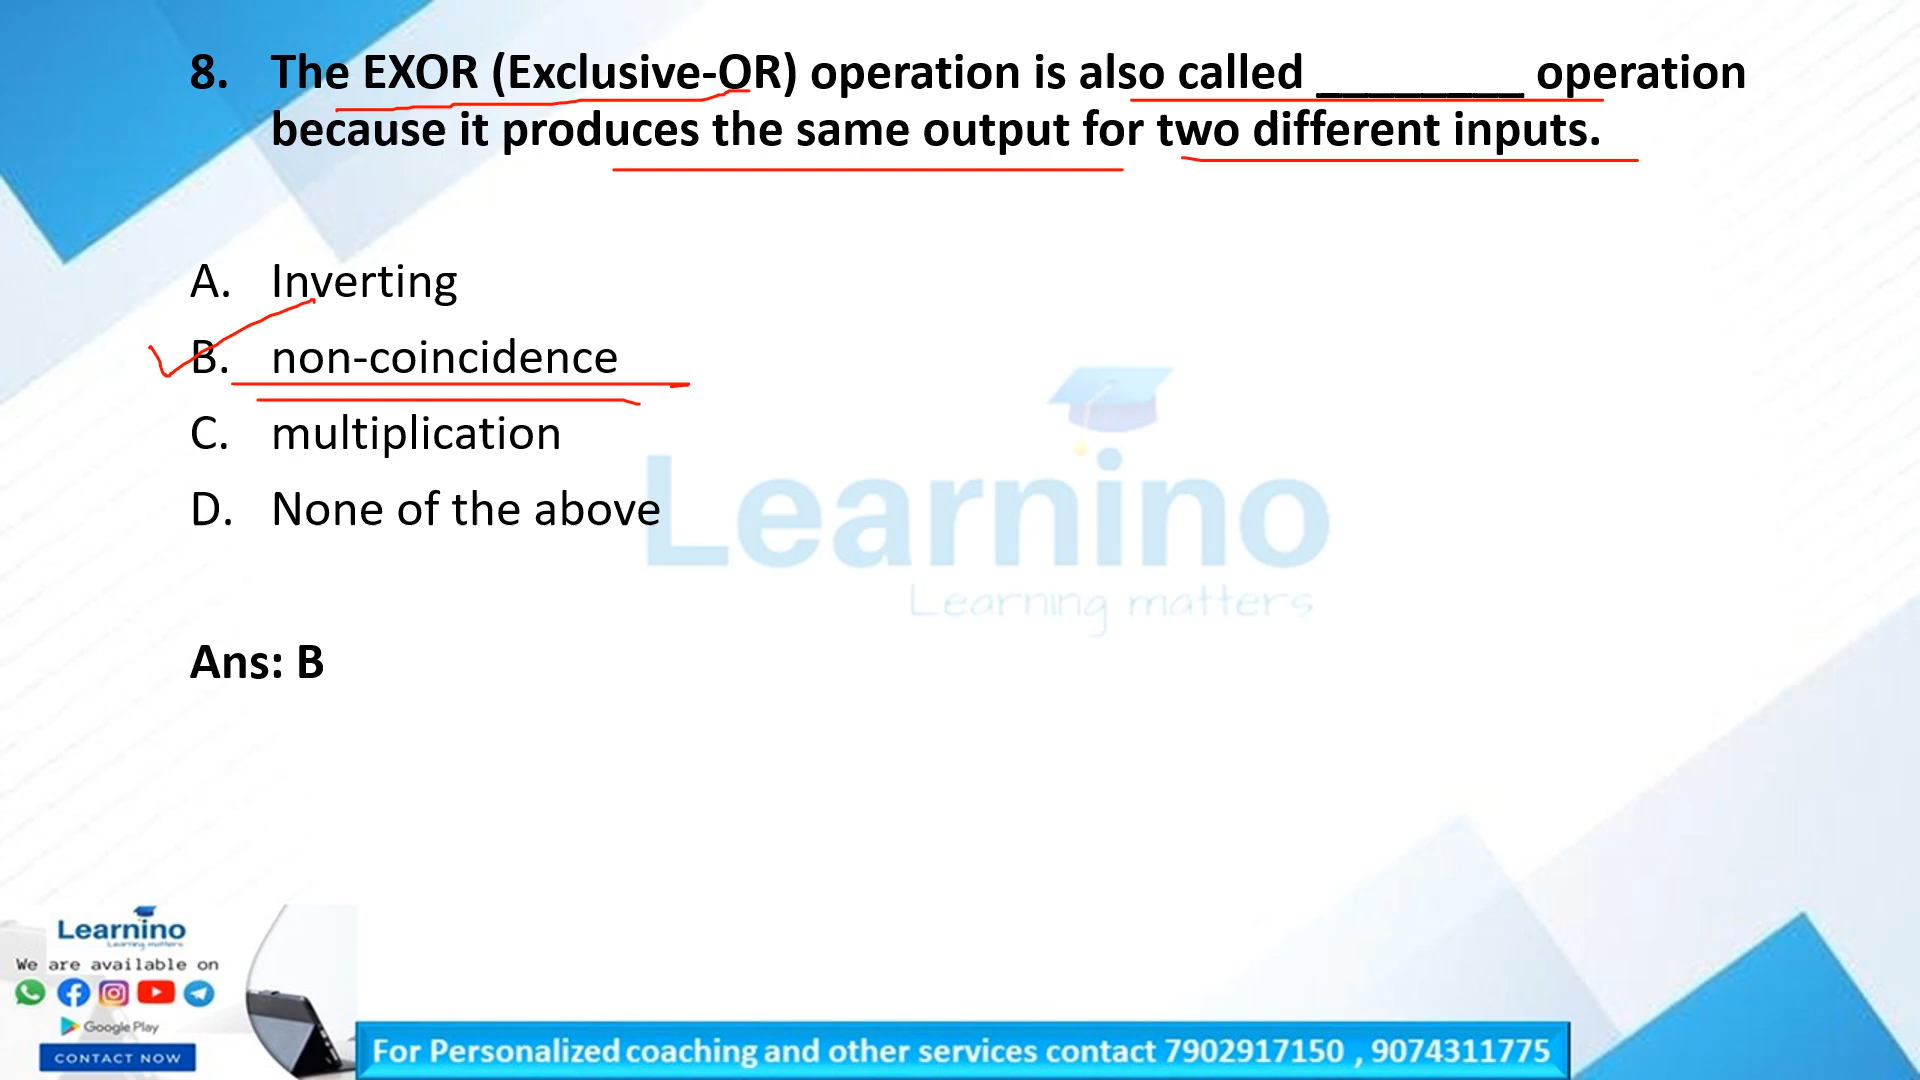 8. The EXOR (Exclusive-OR) operation is also called ________ operation
because it produces the same output for two different inputs.
A. Inverting
B. non-coincidence
C. multiplication
D. None of the above
Learnino
Learning matters
Ans: B
Learnino
Learning matters
We are available on
Google Play
CONTACT NOW
For Personalized coaching and other services contact 7902917150 , 9074311775